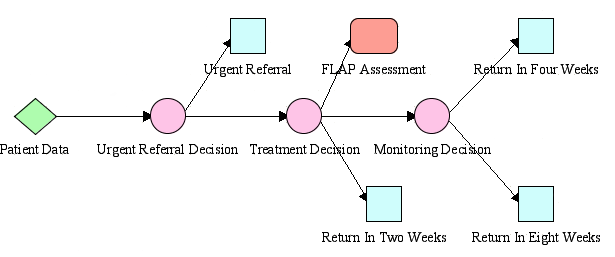 Urgent Referral
FLAP Assessment
Return In Four Weeks
Patient Data
Urgent Referral Decision
Treatment Decision
Monitoring Decision
Return In Two Weeks
Return In Eight Weeks